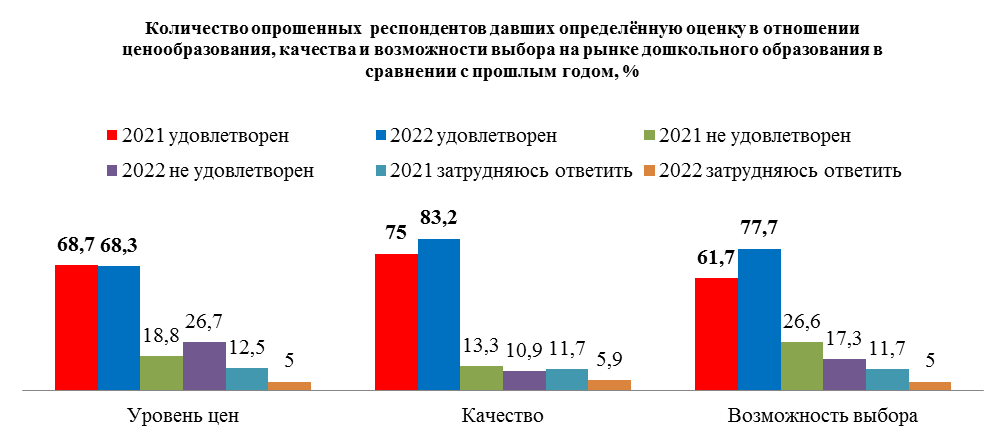 Количество опрошенных респондентов давших определённую оценку в отношении
ценообразования, качества и возможности выбора на рынке дошкольного образования в
сравнении с прошлым годом, %
2021 удовлетворен
2022 удовлетворен
2021 не удовлетворен
2022 не удовлетворен
2021 затрудняюсь ответить
2022 затрудняюсь ответить
68,7
68,3
18,8
26,7
12,5
5
75
83,2
13,3
10,9
11,7
5,9
61,7
77,7
26,6
17,3
11,7
5
Уровень цен
Качество
Возможность выбора